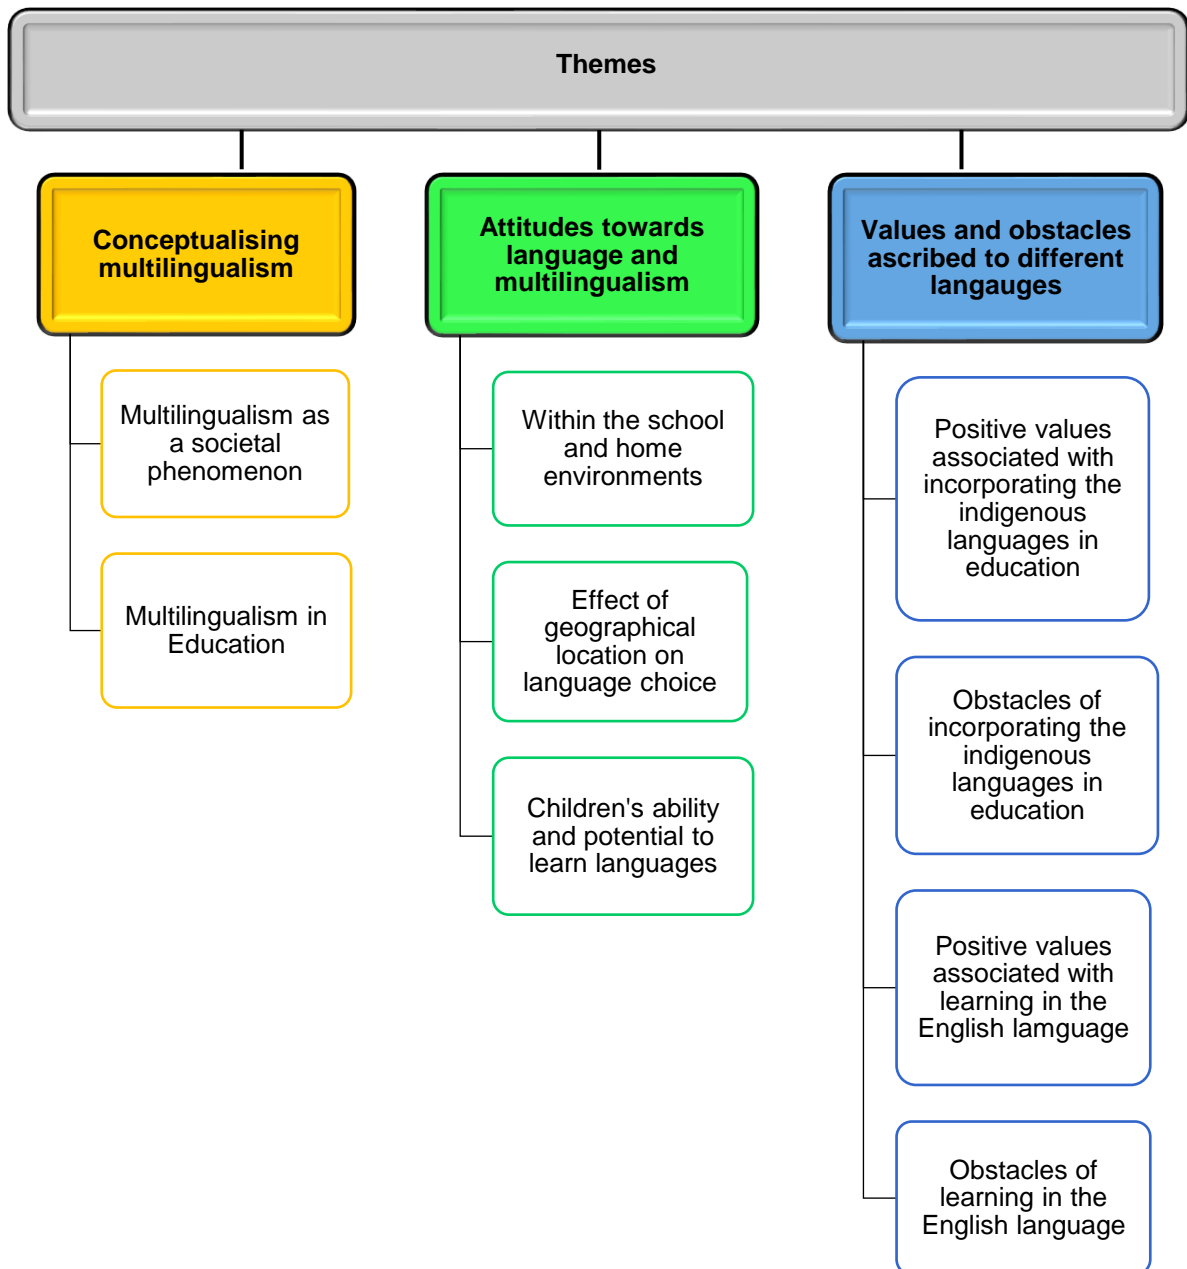 Themes
Conceptualising
multilingualism
Multilingualism as
a societal
phenomenon
Multilingualism in
Education
Attitudes towards
language and
multilingualism
Within the school
and home
environments
Effect of
geographical
location on
language choice
Children's ability
and potential to
learn languages
Values and obstacles
ascribed to different
langauges
Positive values
associated with
incorporating the
indigenous
languages in
education
Obstacles of
incorporating the
indigenous
languages in
education
Positive values
associated with
learning in the
English lamguage
Obstacles of
learning in the
English language